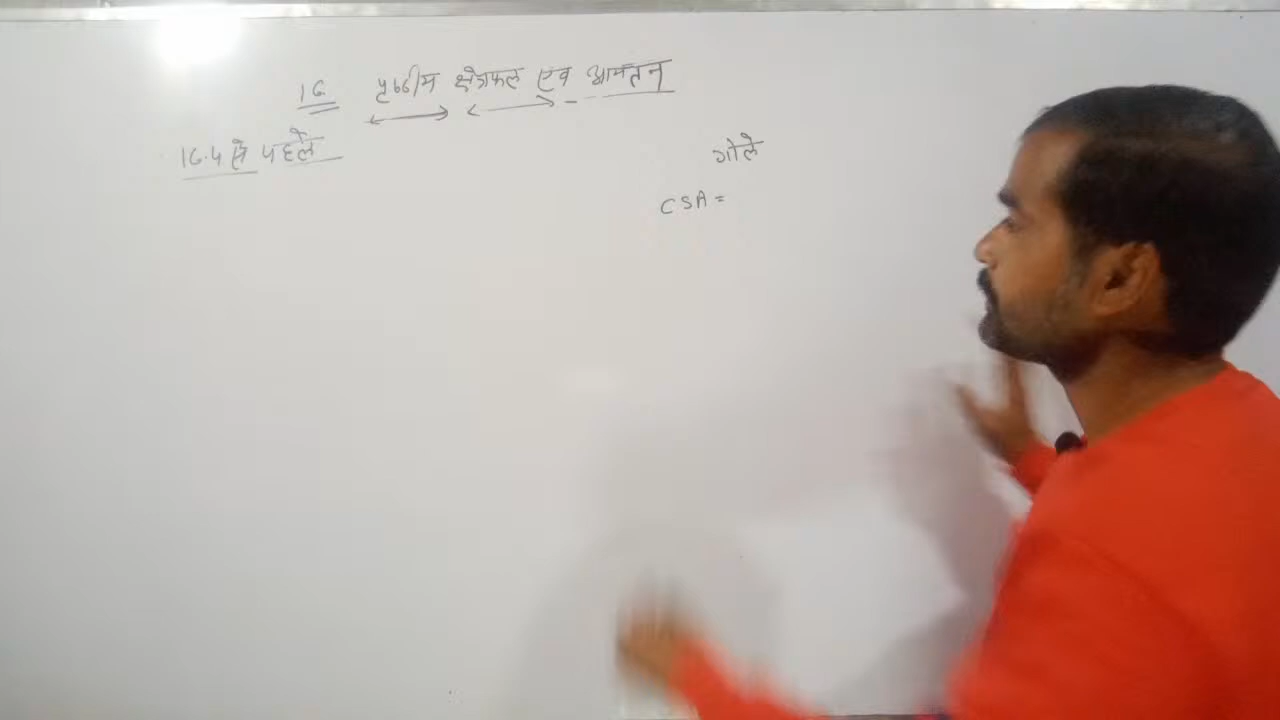 16 पृष्ठीय क्षेत्रफल एवं आयतन
16.4 से पहले
गोले
CSA =